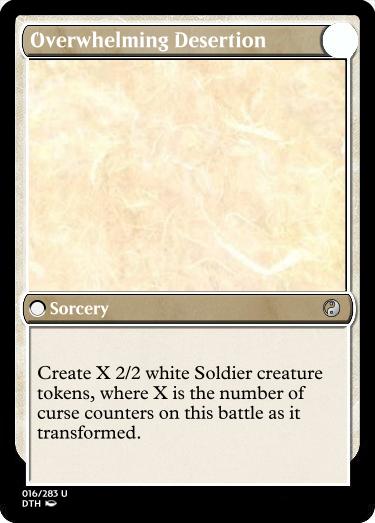 Overwhelming Desertion
Sorcery
Create X 2/2 white Soldier creature
tokens, where X is the number of
curse counters on this battle as it
transformed.
016/283 U
DTH